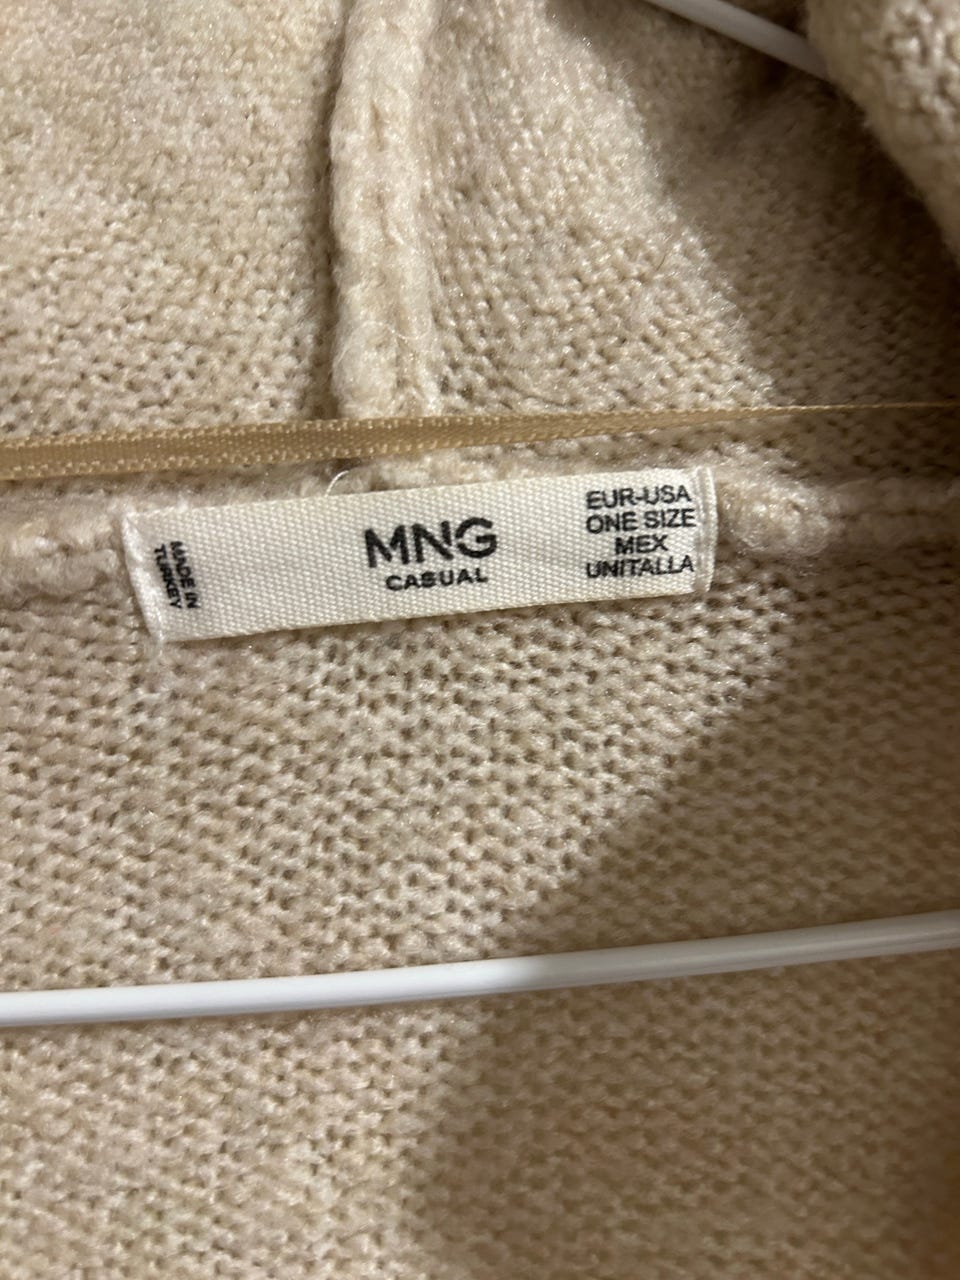 MADE IN
TURKEY
MNG
CASUAL
EUR-USA
ONE SIZE
MEX
UNITALLA